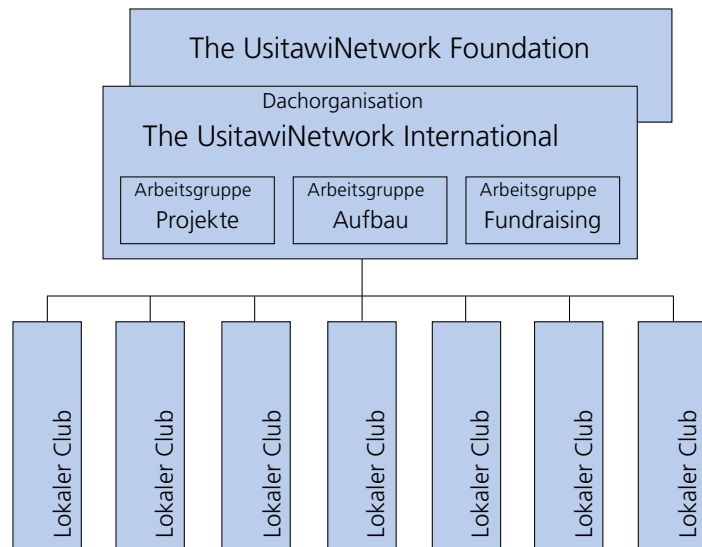 The UsitawiNetwork Foundation
Dachorganisation
The UsitawiNetwork International
Arbeitsgruppe
Projekte
Arbeitsgruppe
Aufbau
Arbeitsgruppe
Fundraising
Lokaler Club
Lokaler Club
Lokaler Club
Lokaler Club
Lokaler Club
Lokaler Club
Lokaler Club